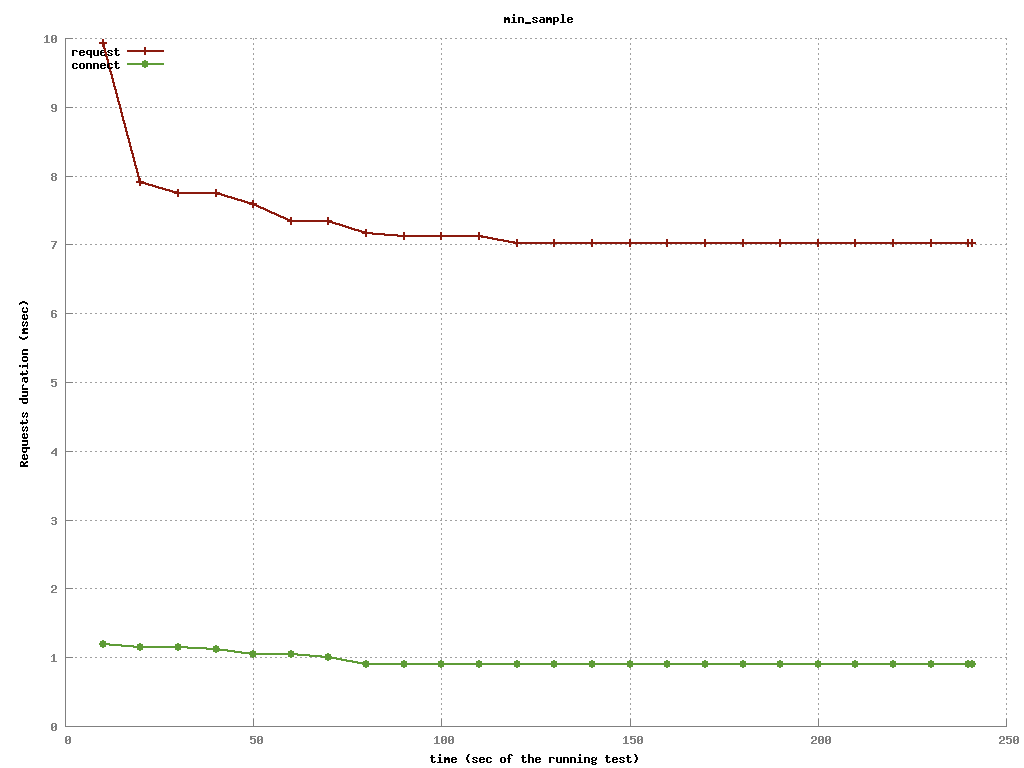 min_sample
request
connect
10
9
8
7
6
5
4
3
2
1
0
Requests duration (msec)
0 50 100 150 200 250
time (sec of the running test)